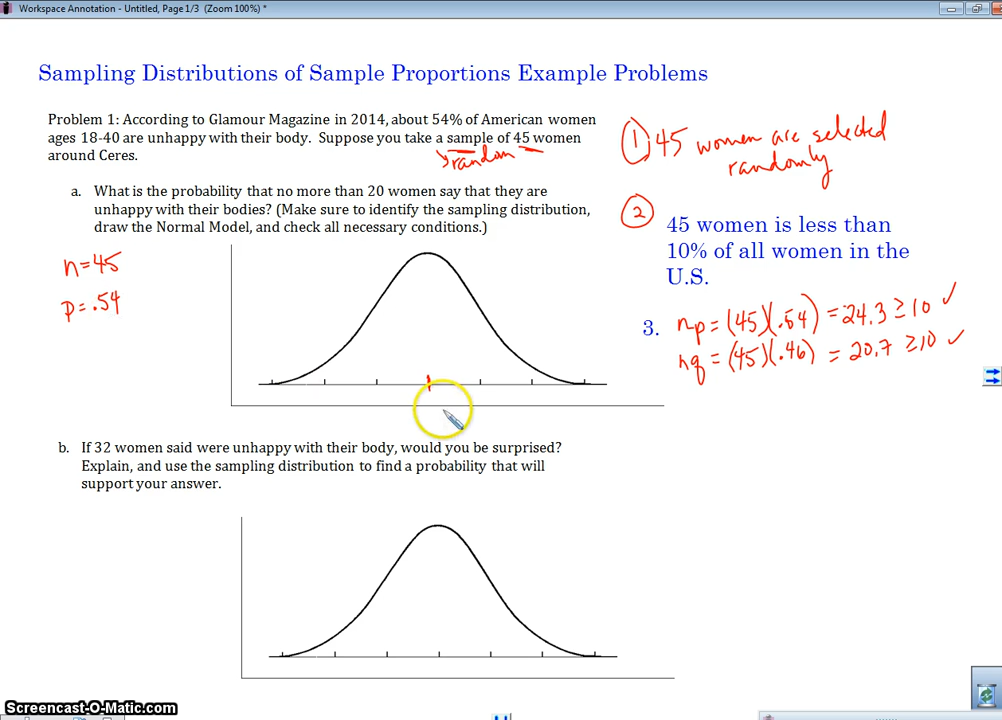 Workspace Annotation - Untitled, Page 1/3 (Zoom 100%) *
Sampling Distributions of Sample Proportions Example Problems
Problem 1: According to Glamour Magazine in 2014, about 54% of American women
ages 18-40 are unhappy with their body. Suppose you take a sample of 45 women
around Ceres.
random
a. What is the probability that no more than 20 women say that they are
unhappy with their bodies? (Make sure to identify the sampling distribution,
draw the Normal Model, and check all necessary conditions.)
n=45
p=.54
b. If 32 women said were unhappy with their body, would you be surprised?
Explain, and use the sampling distribution to find a probability that will
support your answer.
1 45 women are selected
randomly
2 45 women is less than
10% of all women in the
U.S.
3. np = (45)(.54) = 24.3 ≥ 10 ✓
nq = (45)(.46) = 20.7 ≥ 10 ✓
Screencast-O-Matic.com